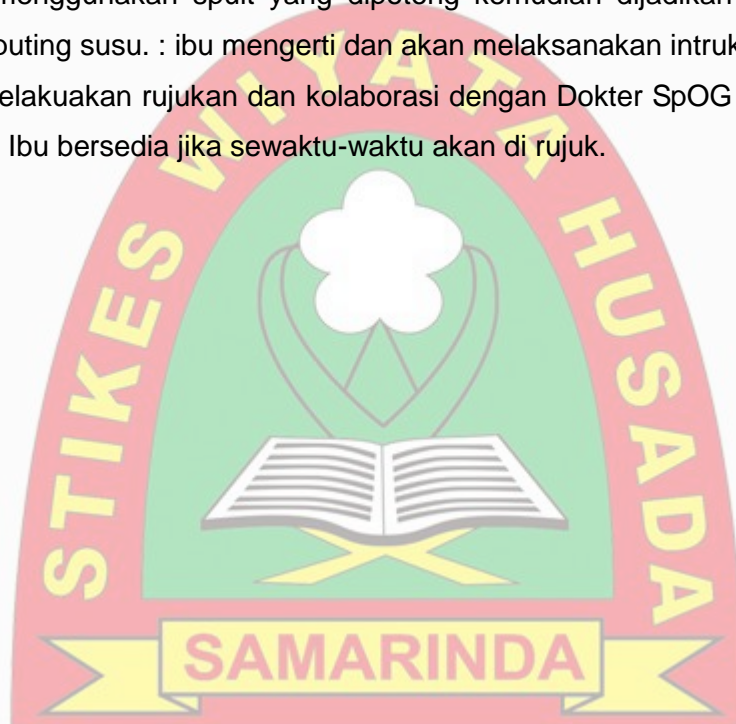 menggunakan spuit yang dipotong kemudian dijadikan
outing susu. : ibu mengerti dan akan melaksanakan intruk
elakuakan rujukan dan kolaborasi dengan Dokter SpOG
Ibu bersedia jika sewaktu-waktu akan di rujuk.
STIKES WIYATA HUSADA
SAMARINDA